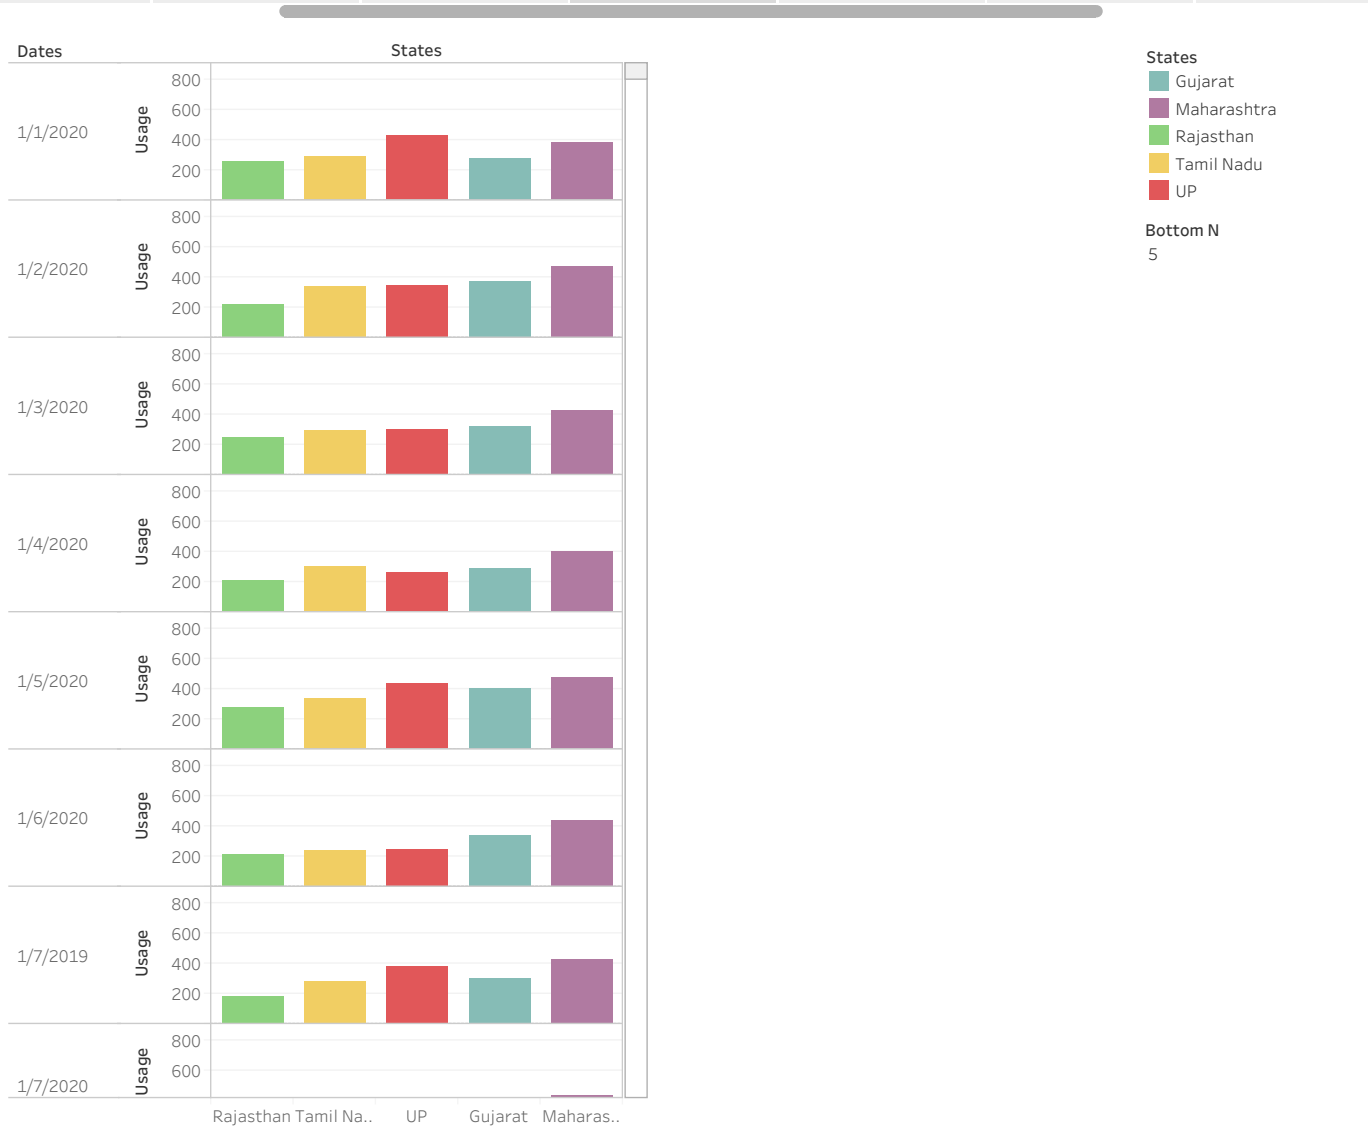 Dates
States
1/1/2020
Usage
800
600
400
200
1/2/2020
Usage
800
600
400
200
1/3/2020
Usage
800
600
400
200
1/4/2020
Usage
800
600
400
200
1/5/2020
Usage
800
600
400
200
1/6/2020
Usage
800
600
400
200
1/7/2019
Usage
800
600
400
200
1/7/2020
Usage
800
600
Rajasthan Tamil Na.. UP Gujarat Maharas..
States
Gujarat
Maharashtra
Rajasthan
Tamil Nadu
UP
Bottom N
5